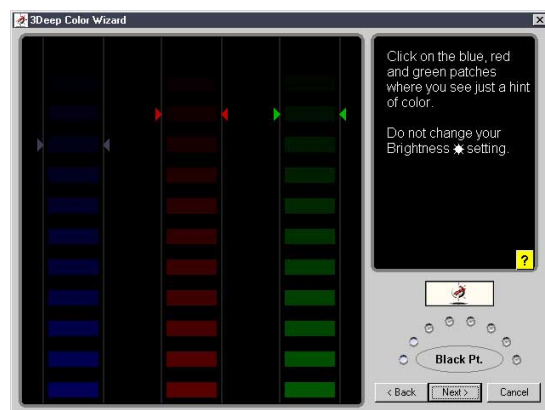 3Deep Color Wizard
Click on the blue, red
and green patches
where you see just a hint
of color.
Do not change your
Brightness setting.
?
Black Pt.
< Back
Next >
Cancel